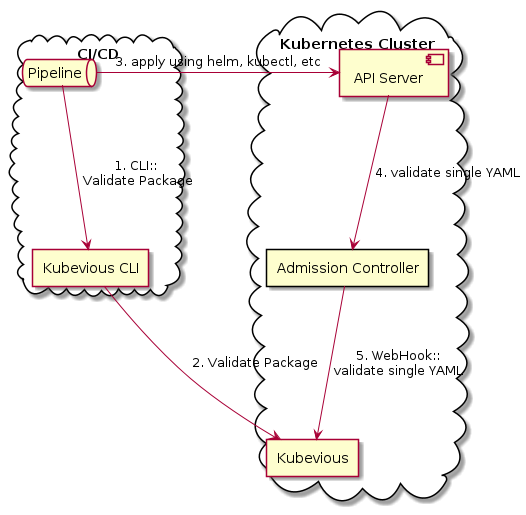 CI/CD
Kubernetes Cluster
Pipeline
3. apply using helm, kubectl, etc
API Server
1. CLI::
Validate Package
4. validate single YAML
Kubevious CLI
Admission Controller
2. Validate Package
5. WebHook::
validate single YAML
Kubevious